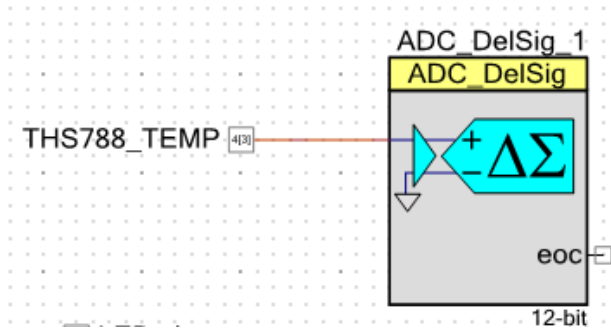 ADC_DelSig_1
ADC_DelSig
THS788_TEMP 4[3]
+ ΔΣ
−
eoc
12-bit